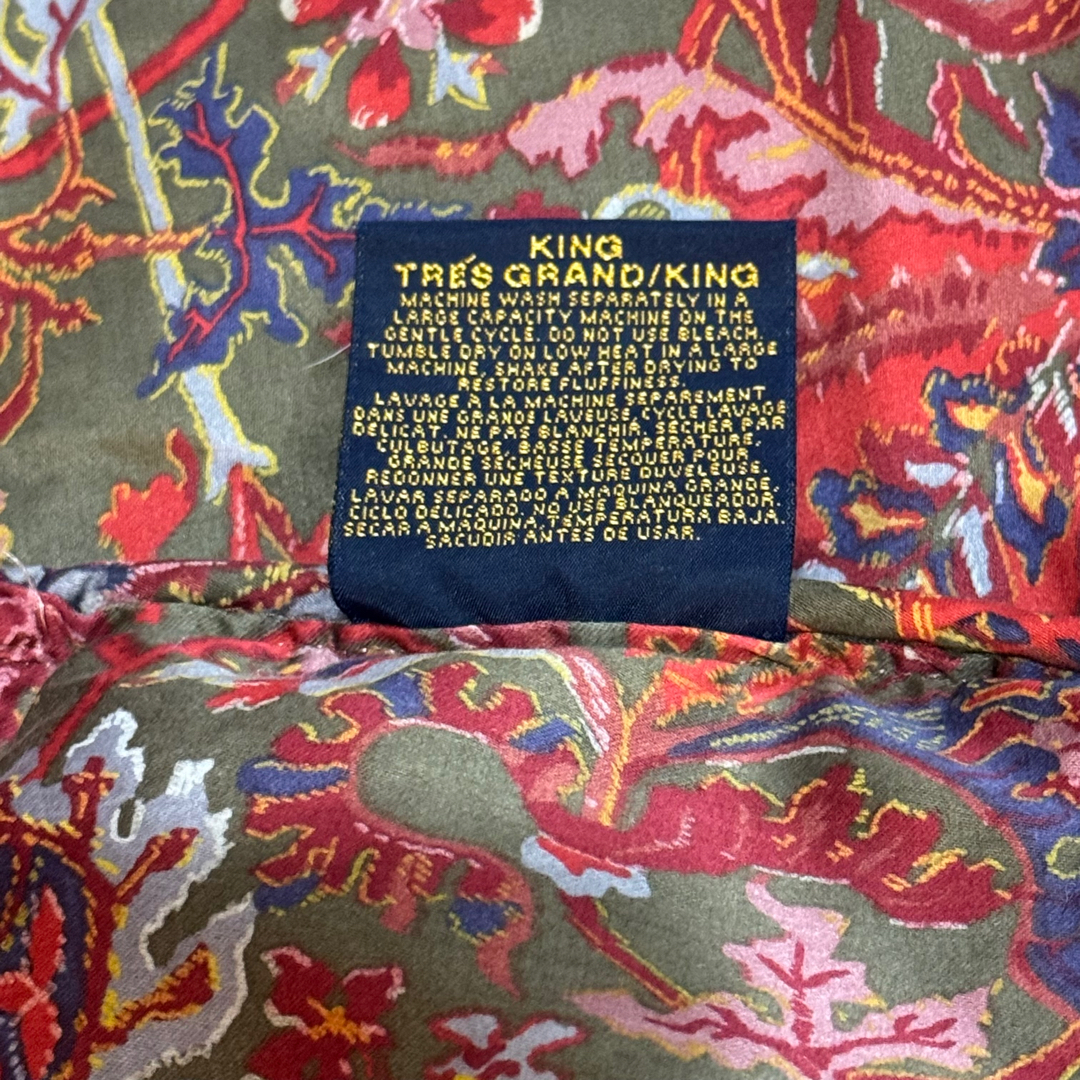 KING
TRÉS GRAND/KING
MACHINE WASH SEPARATELY IN A
LARGE CAPACITY MACHINE ON THE
GENTLE CYCLE. DO NOT USE BLEACH.
TUMBLE DRY ON LOW HEAT IN A LARGE
MACHINE, SHAKE AFTER DRYING TO
RESTORE FLUFFINESS.
LAVAGE A LA MACHINE SEPAREMENT
DANS UNE GRANDE LAVEUSE, CYCLE LAVAGE
DELICAT. NE PAS BLANCHIR, SECHER PAR
CULBUTAGE, BASSE TEMPERATURE,
GRANDE SECHEUSE, SECOUER POUR
REDONNER UNE TEXTURE DUVELEUSE.
LAVAR SEPARADO A MAQUINA GRANDE,
CICLO DELICADO, NO USE BLANQUEADOR,
SECAR A MAQUINA, TEMPERATURA BAJA.
SACUDIR ANTES DE USAR.